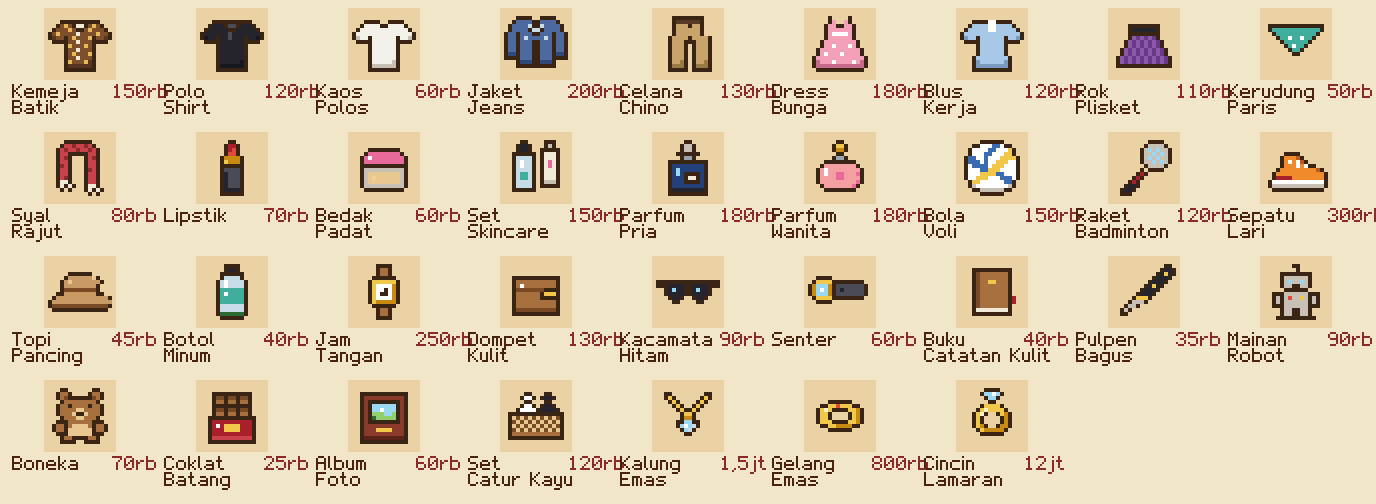 Kemeja 150rb Polo 120rb Kaos 60rb Jaket 200rb Celana 130rb Dress 180rb Blus 120rb Rok 110rb Kerudung 50rb
Batik Shirt Polos Jeans Chino Bunga Kerja Plisket Paris
Syal 80rb Lipstik 70rb Bedak 60rb Set 150rb Parfum 180rb Parfum 180rb Bola 150rb Raket 120rb Sepatu 300r
Rajut Padat Skincare Pria Wanita Voli Badminton Lari
Topi 45rb Botol 40rb Jam 250rb Dompet 130rb Kacamata 90rb Senter 60rb Buku 40rb Pulpen 35rb Mainan 90rb
Pancing Minum Tangan Kulit Hitam Catatan Kulit Bagus Robot
Boneka 70rb Coklat 25rb Album 60rb Set 120rb Kalung 1,5jt Gelang 800rb Cincin 12jt
Batang Foto Catur Kayu Emas Emas Lamaran